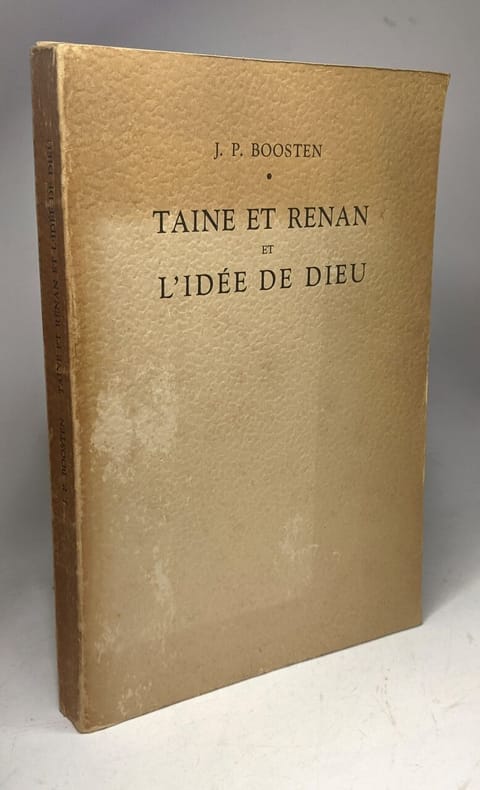 J. P. BOOSTEN
TAINE ET RENAN
ET
L'IDÉE DE DIEU
J. P. BOOSTEN TAINE ET RENAN ET L'IDÉE DE DIEU